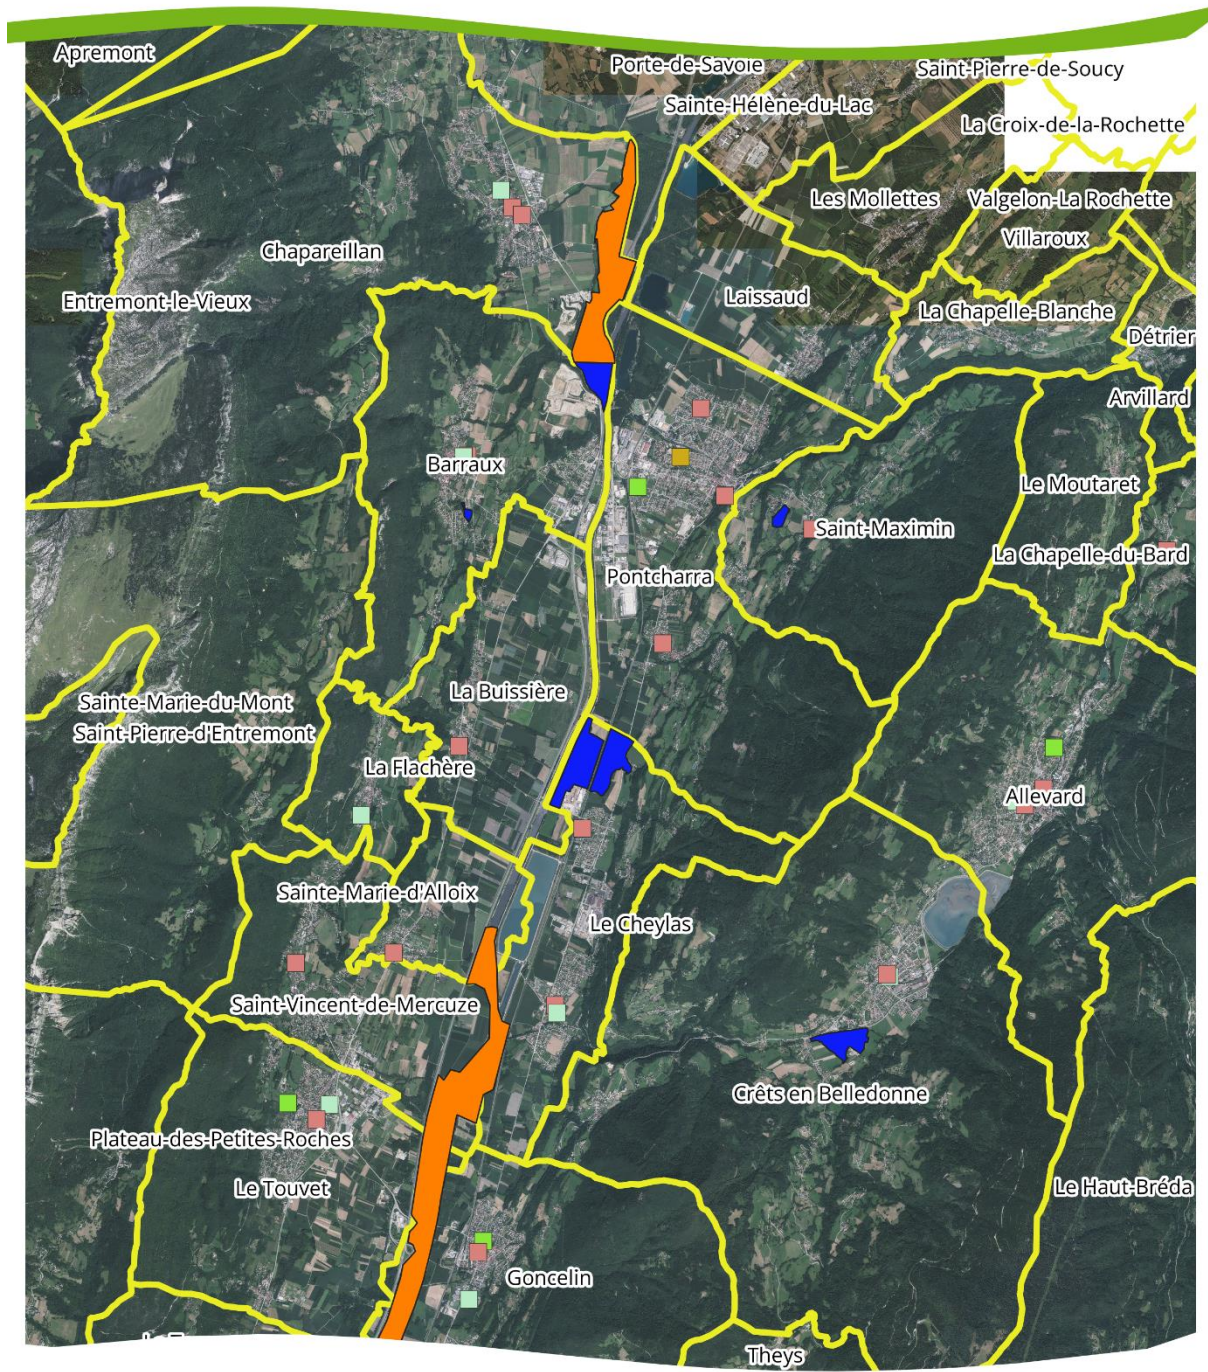 Apremont
Porte-de-Savoie
Saint-Pierre-de-Soucy
Sainte-Hélène-du-Lac
La Croix-de-la-Rochette
Les Mollettes
Valgelon-La Rochette
Villaroux
Chapareillan
Entremont-le-Vieux
Laissaud
La Chapelle-Blanche
Détrier
Arvillard
Barraux
Le Moutaret
Saint-Maximin
La Chapelle-du-Bard
Pontcharra
La Buissière
Sainte-Marie-du-Mont
Saint-Pierre-d'Entremont
La Flachère
Allevard
Sainte-Marie-d'Alloix
Le Cheylas
Saint-Vincent-de-Mercuze
Crêts en Belledonne
Plateau-des-Petites-Roches
Le Touvet
Le Haut-Bréda
Goncelin
Theys